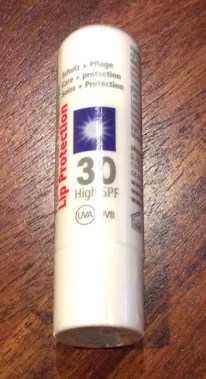 Schutz + Pflege
Care + protection
Soins + Protection
Lip Protection
30
High SPF
UVA UVB